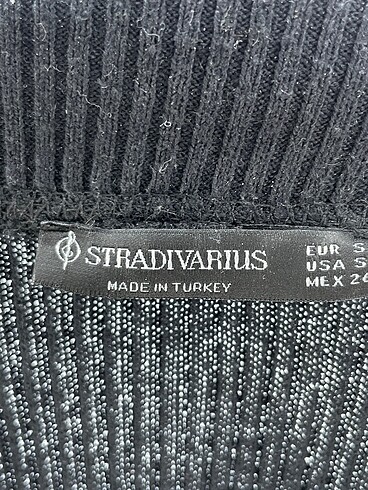 STRADIVARIUS
MADE IN TURKEY
EUR S
USA S
MEX 26